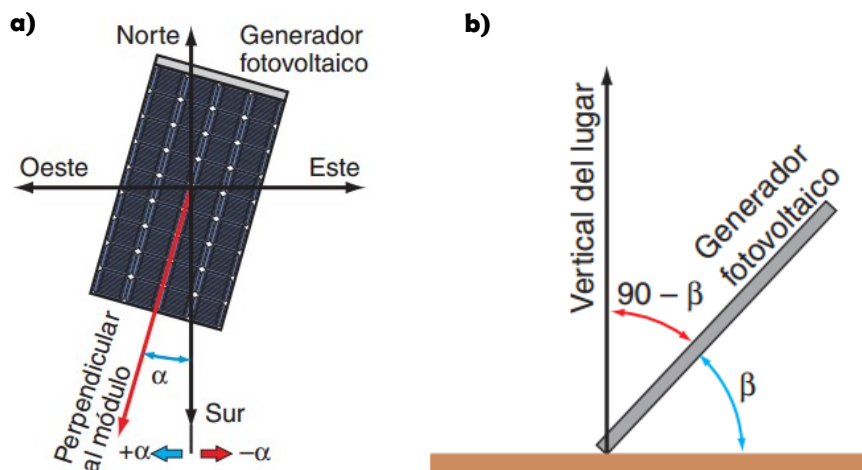 a)
Norte
Generador
fotovoltaico
Oeste
Este
α
Perpendicular
al módulo
Sur
+α
−α
b)
Vertical del lugar
Generador
fotovoltaico
90 − β
β